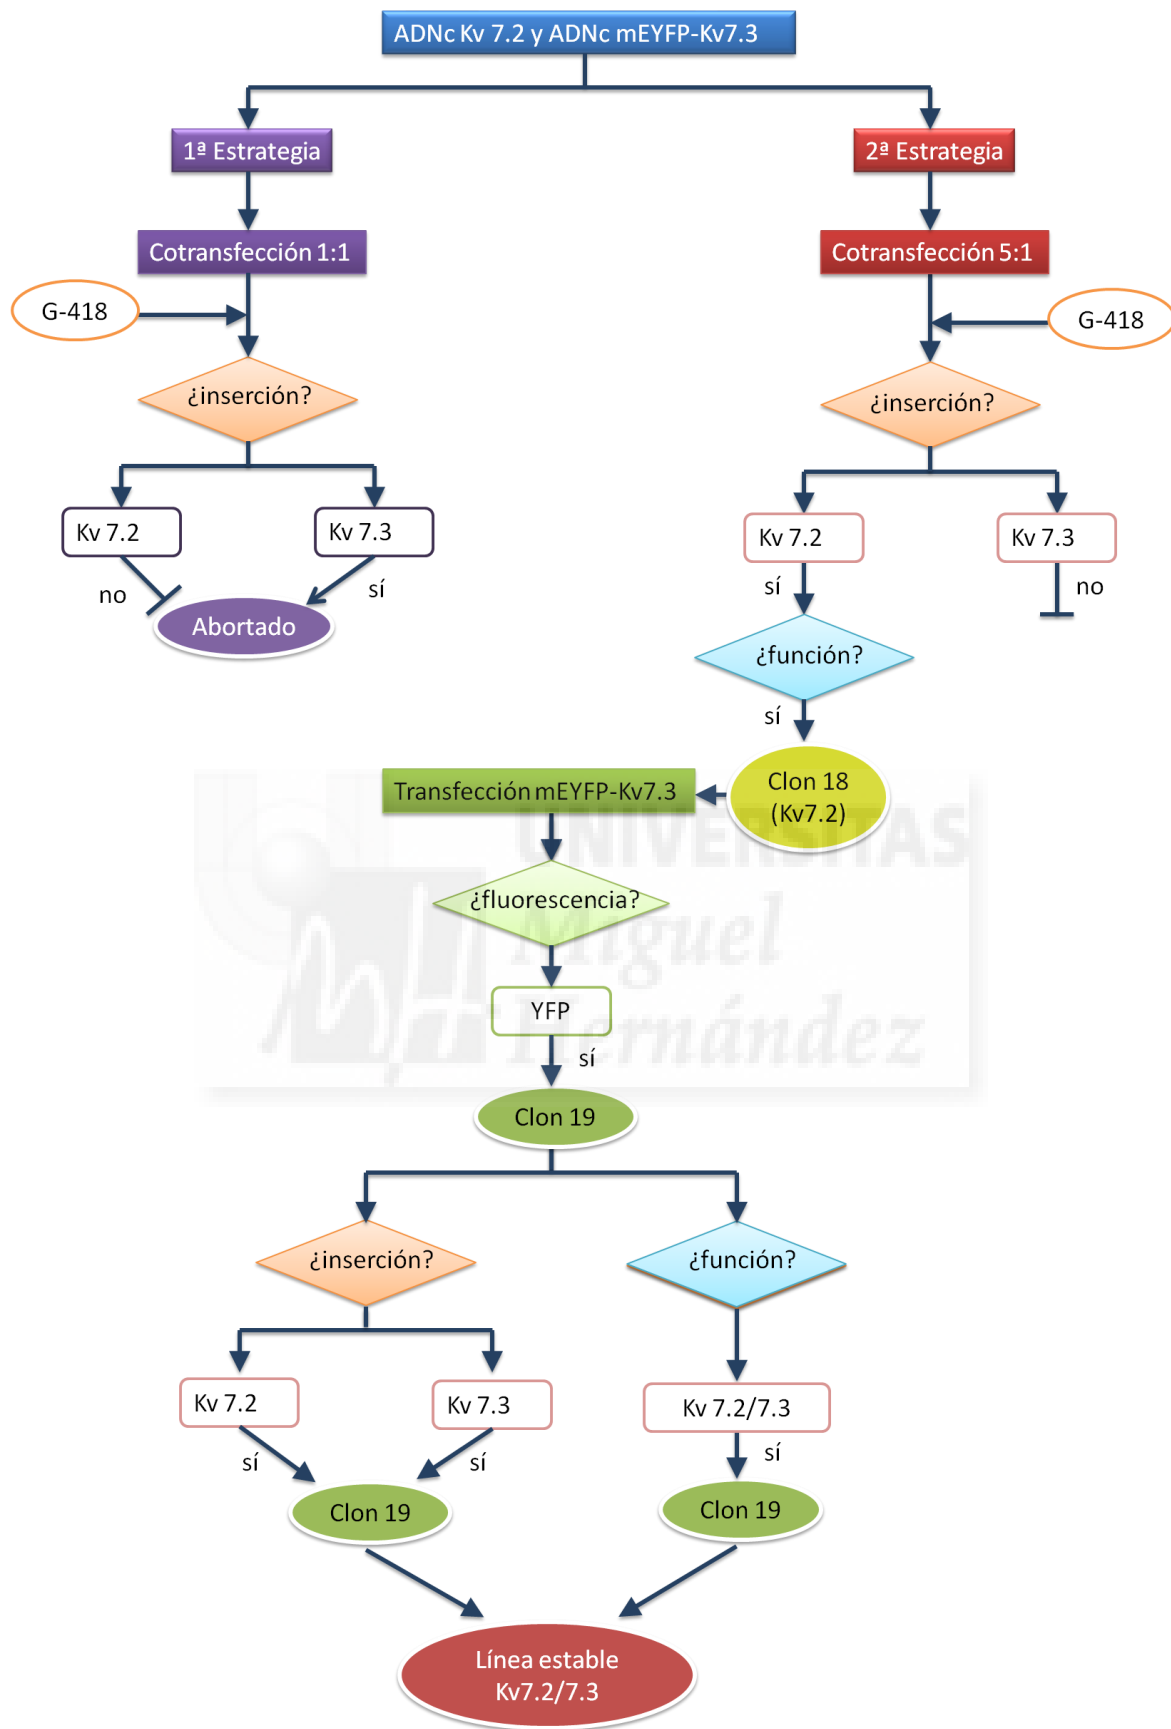 ADNc Kv 7.2 y ADNc mEYFP-Kv7.3
1ª Estrategia
2ª Estrategia
Cotransfección 1:1
Cotransfección 5:1
G-418
G-418
¿inserción?
¿inserción?
Kv 7.2
Kv 7.3
Kv 7.2
Kv 7.3
no
sí
sí
no
Abortado
¿función?
sí
Clon 18
(Kv7.2)
Transfección mEYFP-Kv7.3
UNIVERSITAS
Miguel
Hernández
¿fluorescencia?
YFP
sí
Clon 19
¿inserción?
¿función?
Kv 7.2
Kv 7.3
Kv 7.2/7.3
sí
sí
sí
Clon 19
Clon 19
Línea estable
Kv7.2/7.3